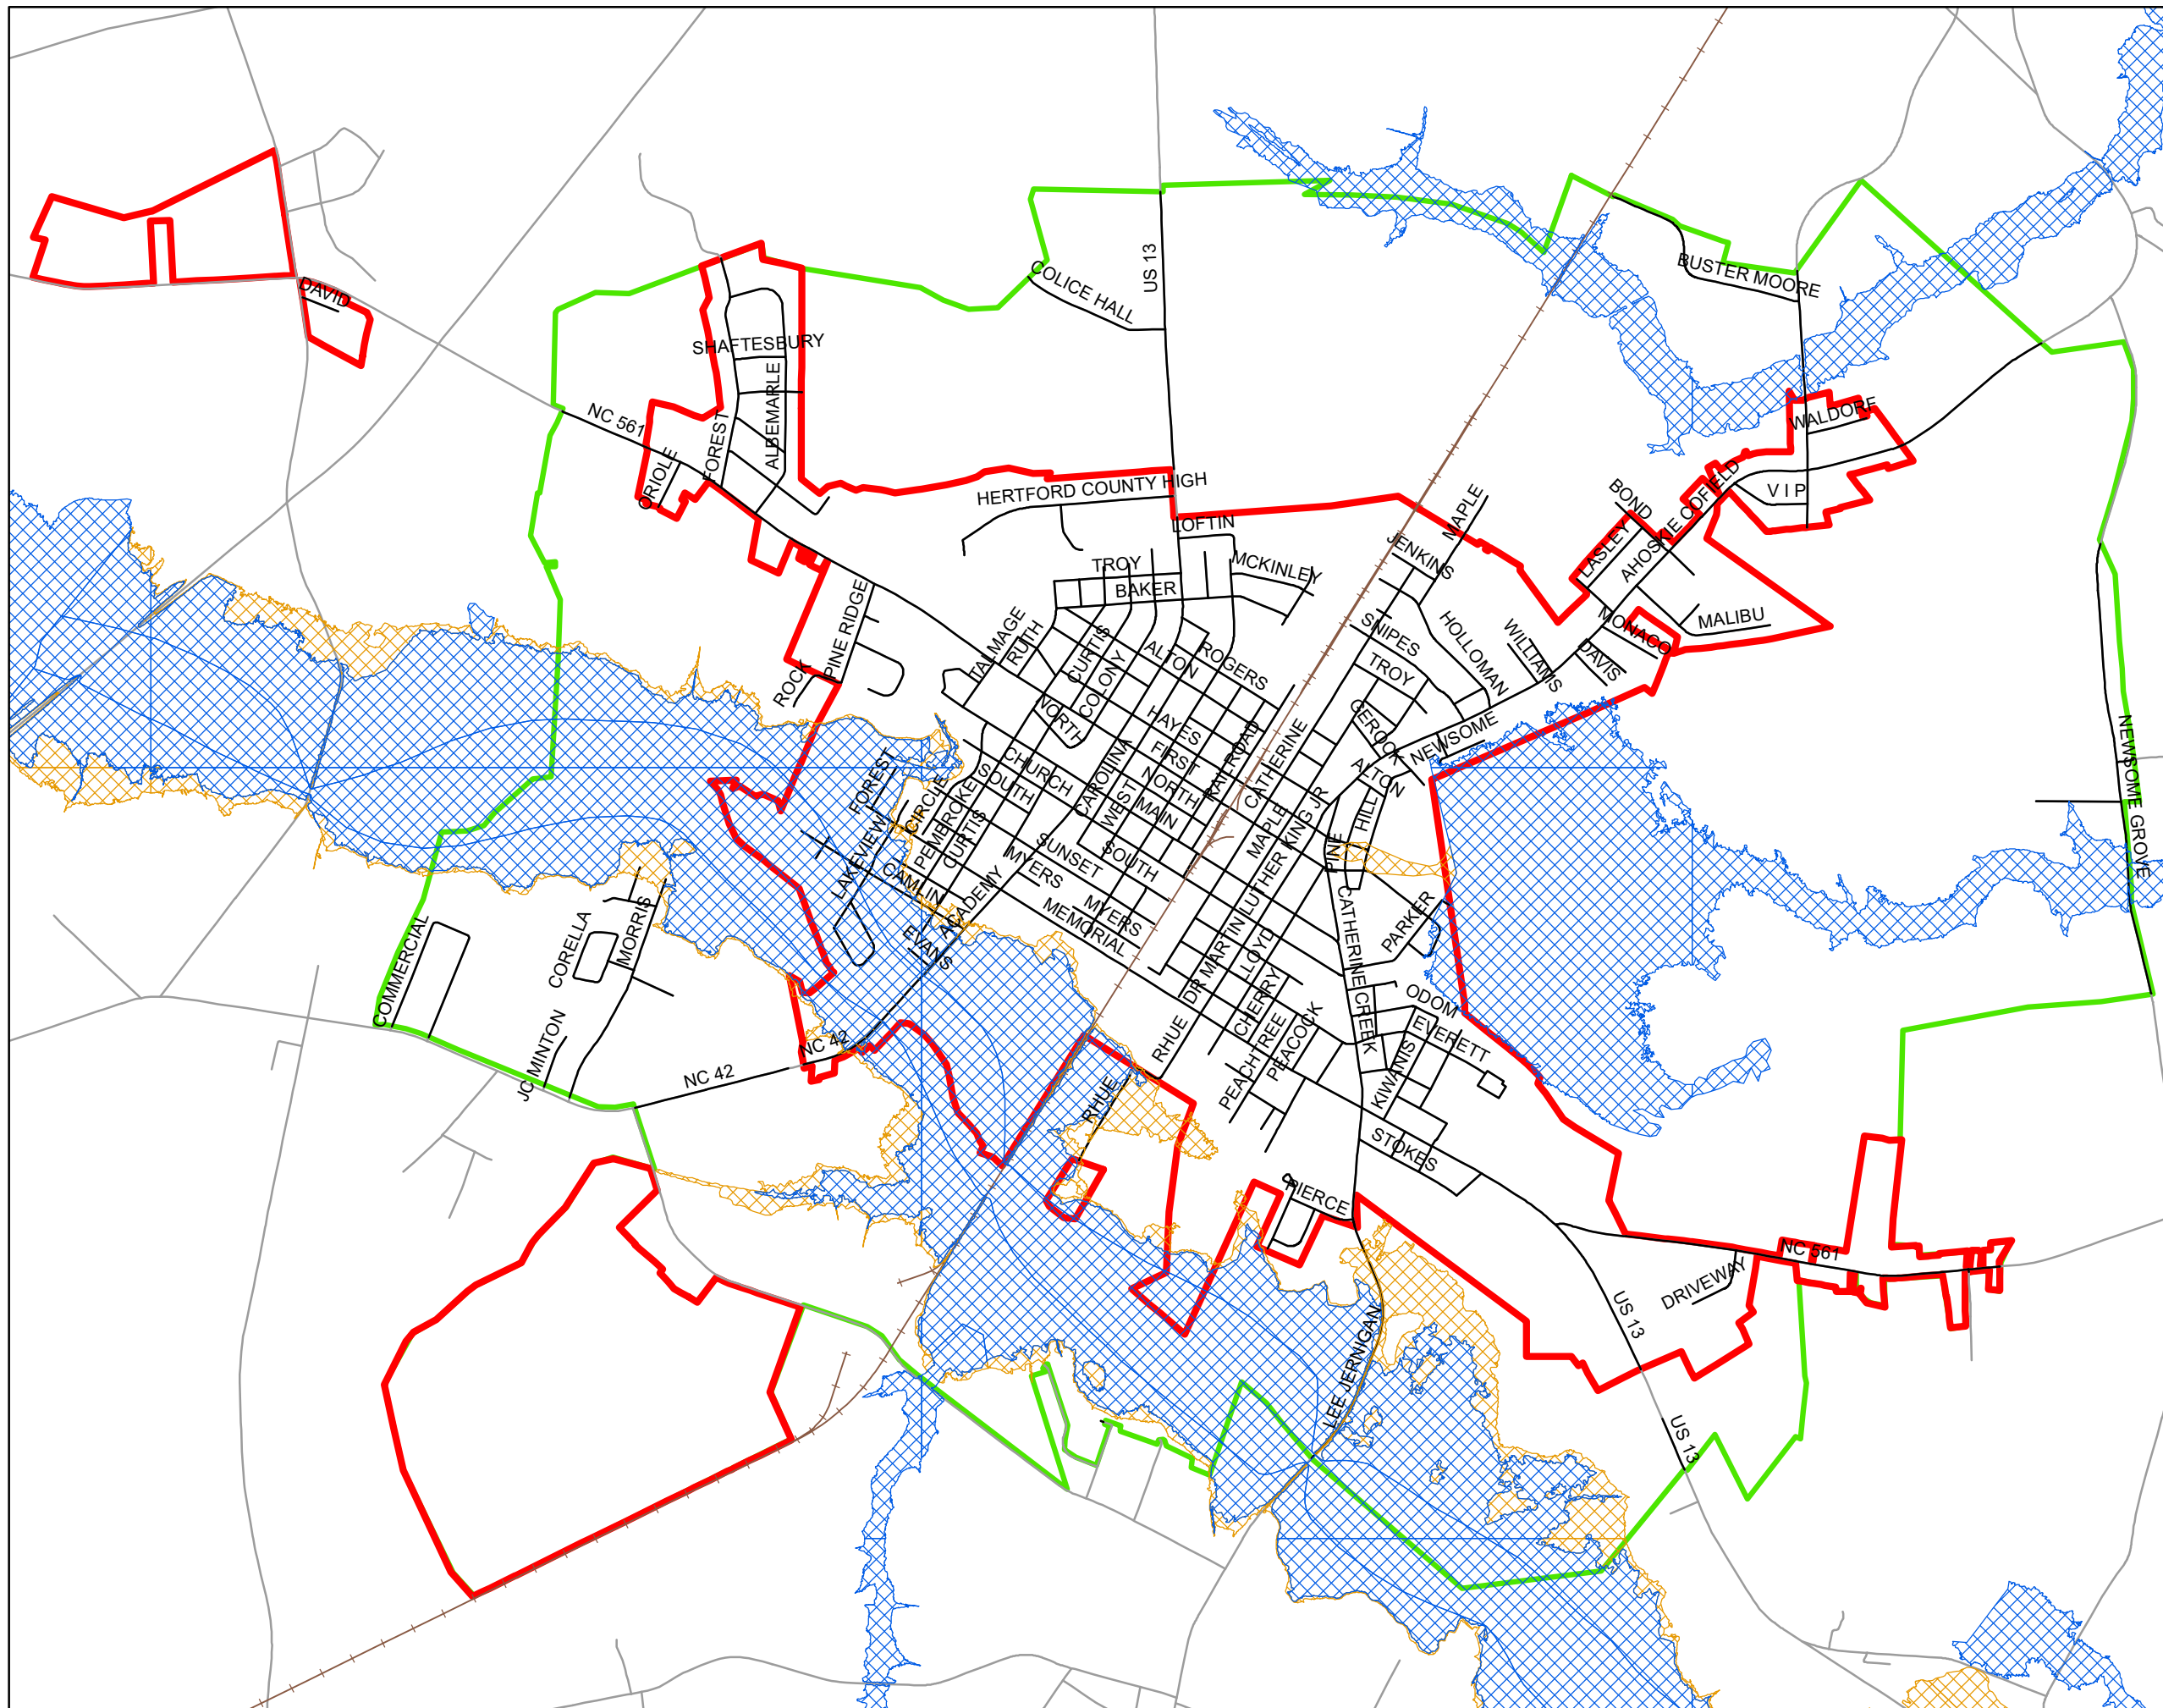 DAVID
COLICE HALL
US 13
BUSTER MOORE
SHAFTESBURY
ALBEMARLE
FOREST
NC 561
ORIOLE
HERTFORD COUNTY HIGH
LOFTIN
MAPLE
JENKINS
MCKINLEY
TROY
BAKER
BOND
LASLEY
AHOSKIE COFIELD
WALDORF
V I P
MALIBU
MONACO
DAVIS
WILLIAMS
HOLLOMAN
SNIPES
TROY
PINE RIDGE
ROCK
TALMAGE
RUTH
CURTIS
COLONY
ALTON
ROGERS
NORTH
HAYES
FIRST
NORTH
MAIN
WEST
CAROLINA
RAILROAD
CATHERINE
GEROCK
NEWSOME
ALTON
HILL
PINE
NEWSOME GROVE
FOREST
LAKEVIEW
CIRCLE
PEMBROKE
CURTIS
CHURCH
SOUTH
CAMLIN
ACADEMY
EVANS
SUNSET
MYERS
SOUTH
MYERS
MEMORIAL
MAPLE
DR MARTIN LUTHER KING JR
LOYD
CHERRY
PEACHTREE
PEACOCK
CATHERINE CREEK
PARKER
ODOM
EVERETT
KIWANIS
STOKES
RHUE
RHUE
PIERCE
COMMERCIAL
CORELLA
MORRIS
JC MINTON
NC 42
NC 42
LEE JERNIGAN
NC 561
DRIVEWAY
US 13
US 13